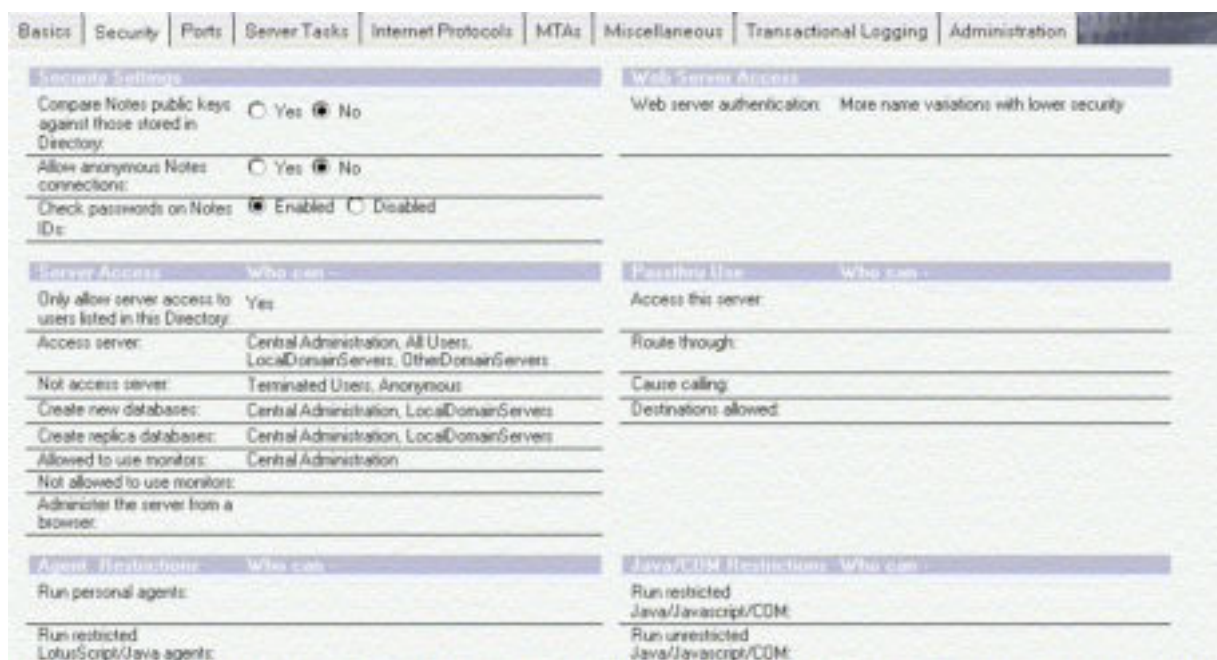 Basics Security Ports Server Tasks Internet Protocols MTAs Miscellaneous Transactional Logging Administration
Security Settings
Compare Notes public keys Yes No
against those stored in
Directory:
Allow anonymous Notes Yes No
connections:
Check passwords on Notes Enabled Disabled
IDs:
Web Server Access
Web server authentication: More name variations with lower security
Server Access Who can -
Only allow server access to Yes
users listed in this Directory:
Access server: Central Administration, All Users,
LocalDomainServers, OtherDomainServers
Not access server: Terminated Users, Anonymous
Create new databases: Central Administration, LocalDomainServers
Create replica databases: Central Administration, LocalDomainServers
Allowed to use monitors: Central Administration
Not allowed to use monitors:
Administer the server from a
browser:
Passthru Use Who can -
Access this server:
Route through:
Cause calling:
Destinations allowed:
Agent Restrictions Who can -
Run personal agents:
Run restricted
LotusScript/Java agents:
Java/COM Restrictions Who can -
Run restricted
Java/Javascript/COM:
Run unrestricted
Java/Javascript/COM: